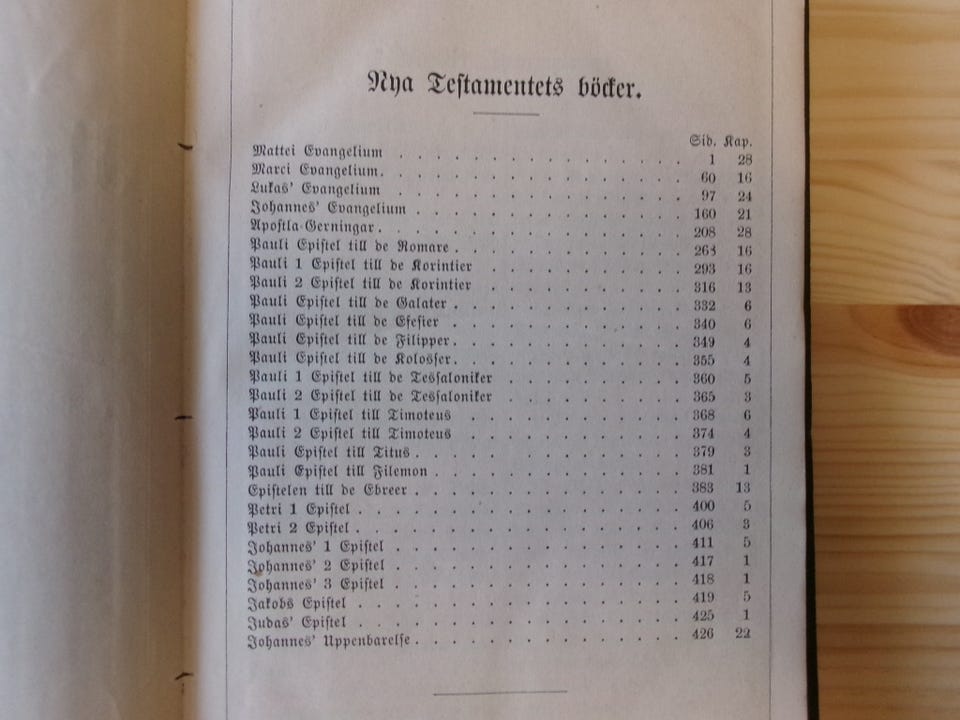 Nya Testamentets böcker.
Sid. Kap.
Mattei Evangelium . . . . . . . . . . . . . . . 1 28
Marci Evangelium. . . . . . . . . . . . . . . . 60 16
Lukas' Evangelium . . . . . . . . . . . . . . . 97 24
Johannes' Evangelium . . . . . . . . . . . . . . 160 21
Apostla-Gerningar. . . . . . . . . . . . . . . . 208 28
Pauli Epistel till de Romare . . . . . . . . . . . . 263 16
Pauli 1 Epistel till de Korintier . . . . . . . . . . . 293 16
Pauli 2 Epistel till de Korintier . . . . . . . . . . . 316 13
Pauli Epistel till de Galater . . . . . . . . . . . . 332 6
Pauli Epistel till de Efesier . . . . . . . . . . . . 340 6
Pauli Epistel till de Filipper. . . . . . . . . . . . . 349 4
Pauli Epistel till de Kolosser. . . . . . . . . . . . . 355 4
Pauli 1 Epistel till de Tessaloniker . . . . . . . . . . 360 5
Pauli 2 Epistel till de Tessaloniker . . . . . . . . . . 365 3
Pauli 1 Epistel till Timoteus . . . . . . . . . . . . 368 6
Pauli 2 Epistel till Timoteus . . . . . . . . . . . . 374 4
Pauli Epistel till Titus . . . . . . . . . . . . . . 379 3
Pauli Epistel till Filemon . . . . . . . . . . . . . 381 1
Epistelen till de Ebreer . . . . . . . . . . . . . . 383 13
Petri 1 Epistel . . . . . . . . . . . . . . . . . 400 5
Petri 2 Epistel . . . . . . . . . . . . . . . . . 406 3
Johannes' 1 Epistel . . . . . . . . . . . . . . . 411 5
Johannes' 2 Epistel . . . . . . . . . . . . . . . 417 1
Johannes' 3 Epistel . . . . . . . . . . . . . . . 418 1
Jakobs Epistel . . . . . . . . . . . . . . . . . 419 5
Judas' Epistel . . . . . . . . . . . . . . . . . 425 1
Johannes' Uppenbarelse . . . . . . . . . . . . . . 426 22